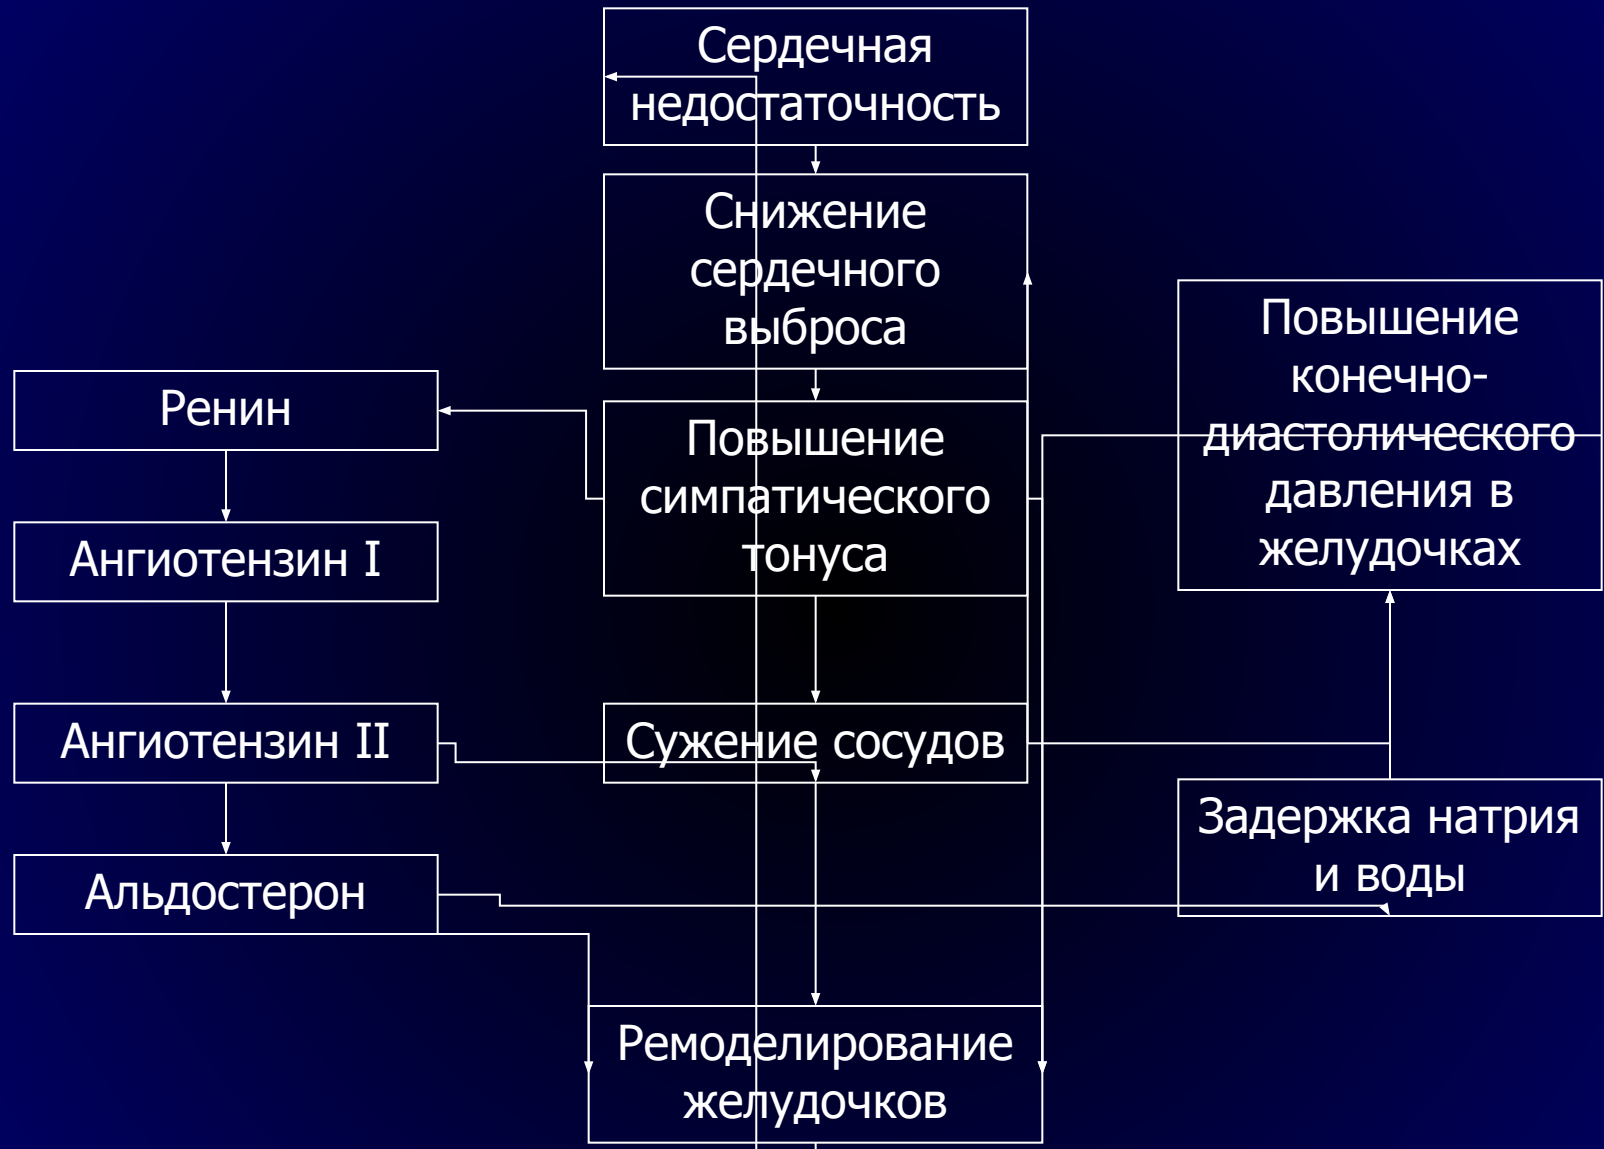 Сердечная
недостаточность
Снижение
сердечного
выброса
Повышение
конечно-
диастолического
давления в
желудочках
Ренин
Повышение
симпатического
тонуса
Ангиотензин I
Ангиотензин II
Сужение сосудов
Задержка натрия
и воды
Альдостерон
Ремоделирование
желудочков